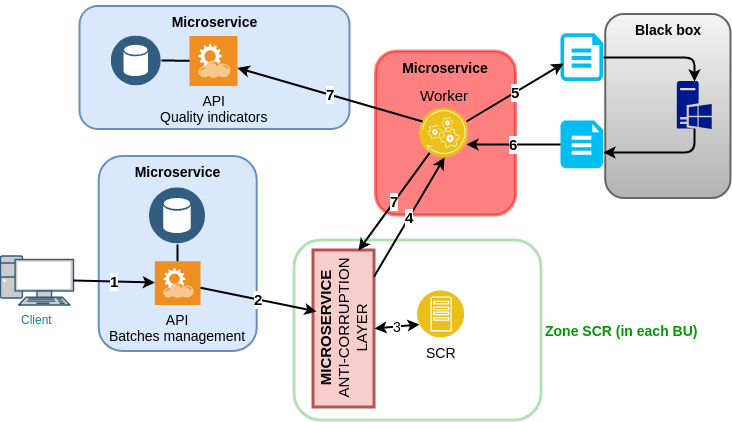 Microservice
API
Quality indicators
7
Microservice
Worker
5
6
Black box
7
4
Microservice
API
Batches management
Client
1
2
MICROSERVICE
ANTI-CORRUPTION
LAYER
3
SCR
Zone SCR (in each BU)